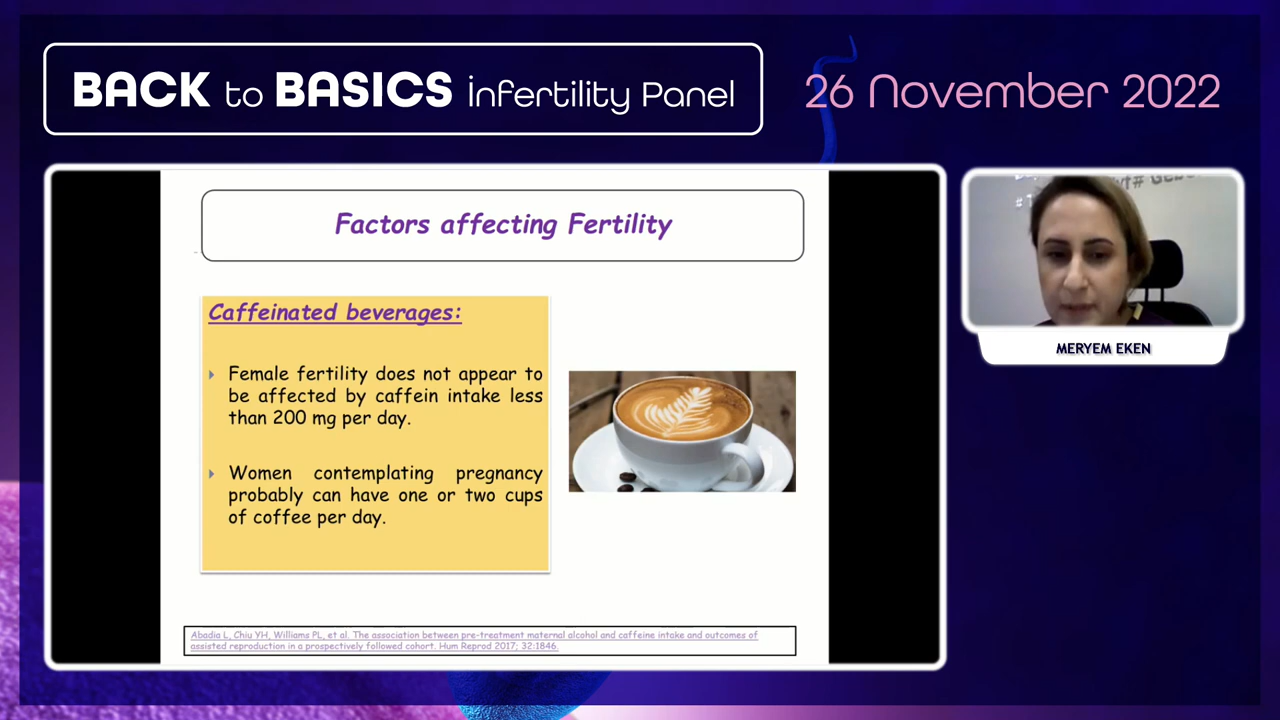 BACK to BASICS infertility Panel
26 November 2022
Factors affecting Fertility
Caffeinated beverages:
Female fertility does not appear to
be affected by caffein intake less
than 200 mg per day.
Women contemplating pregnancy
probably can have one or two cups
of coffee per day.
Abadia L, Chiu YH, Williams PL, et al. The association between pre-treatment maternal alcohol and caffeine intake and outcomes of
assisted reproduction in a prospectively followed cohort. Hum Reprod 2017; 32:1846.
MERYEM EKEN